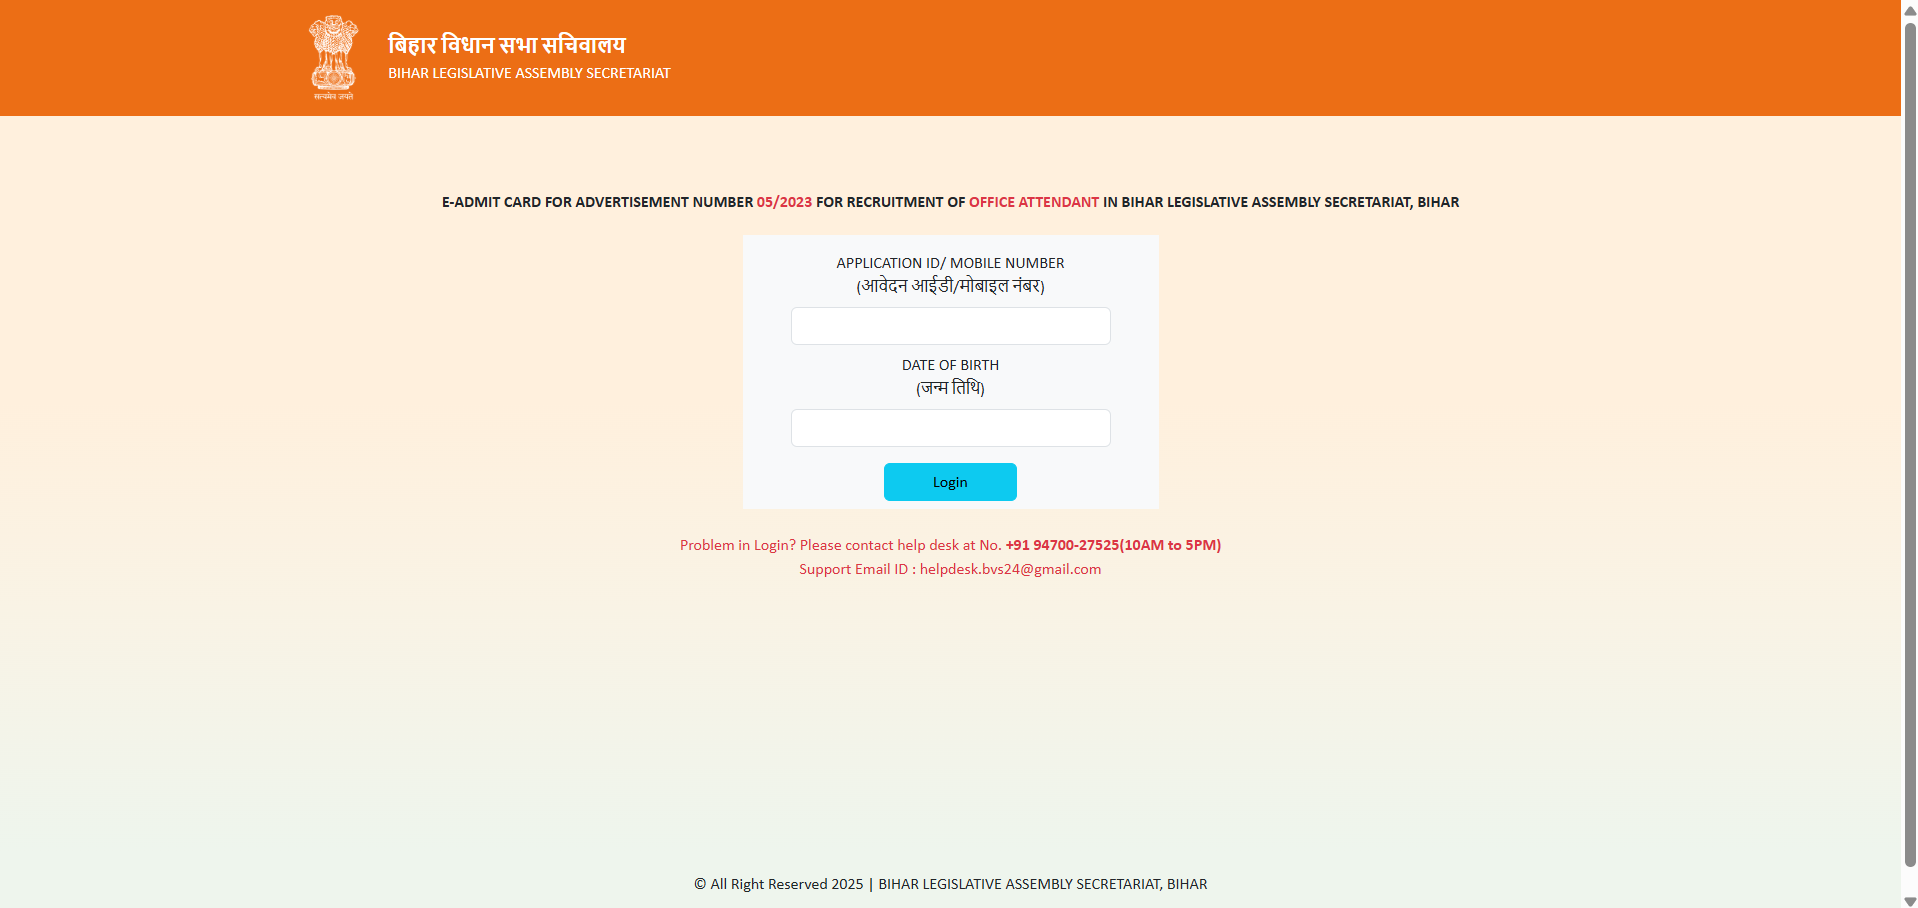 बिहार विधान सभा सचिवालय
BIHAR LEGISLATIVE ASSEMBLY SECRETARIAT
सत्यमेव जयते
E-ADMIT CARD FOR ADVERTISEMENT NUMBER 05/2023 FOR RECRUITMENT OF OFFICE ATTENDANT IN BIHAR LEGISLATIVE ASSEMBLY SECRETARIAT, BIHAR
APPLICATION ID/ MOBILE NUMBER
(आवेदन आईडी/मोबाइल नंबर)
DATE OF BIRTH
(जन्म तिथि)
Login
Problem in Login? Please contact help desk at No. +91 94700-27525(10AM to 5PM)
Support Email ID : helpdesk.bvs24@gmail.com
© All Right Reserved 2025 | BIHAR LEGISLATIVE ASSEMBLY SECRETARIAT, BIHAR